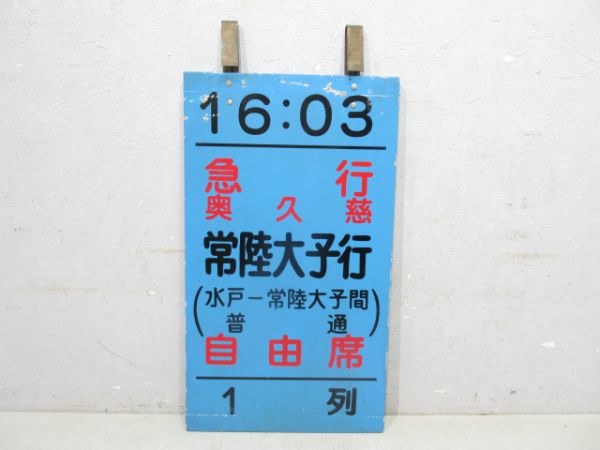 16:03
急行
奥久慈
常陸大子行
(水戸ー常陸大子間)
普通
自由席
1列